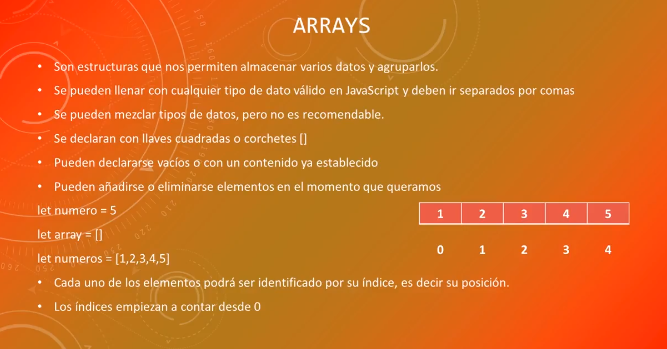 ARRAYS
• Son estructuras que nos permiten almacenar varios datos y agruparlos.
• Se pueden llenar con cualquier tipo de dato válido en JavaScript y deben ir separados por comas
• Se pueden mezclar tipos de datos, pero no es recomendable.
• Se declaran con llaves cuadradas o corchetes []
• Pueden declararse vacíos o con un contenido ya establecido
• Pueden añadirse o eliminarse elementos en el momento que queramos
let numero = 5
let array = []
let numeros = [1,2,3,4,5]
1 2 3 4 5
0 1 2 3 4
• Cada uno de los elementos podrá ser identificado por su índice, es decir su posición.
• Los índices empiezan a contar desde 0